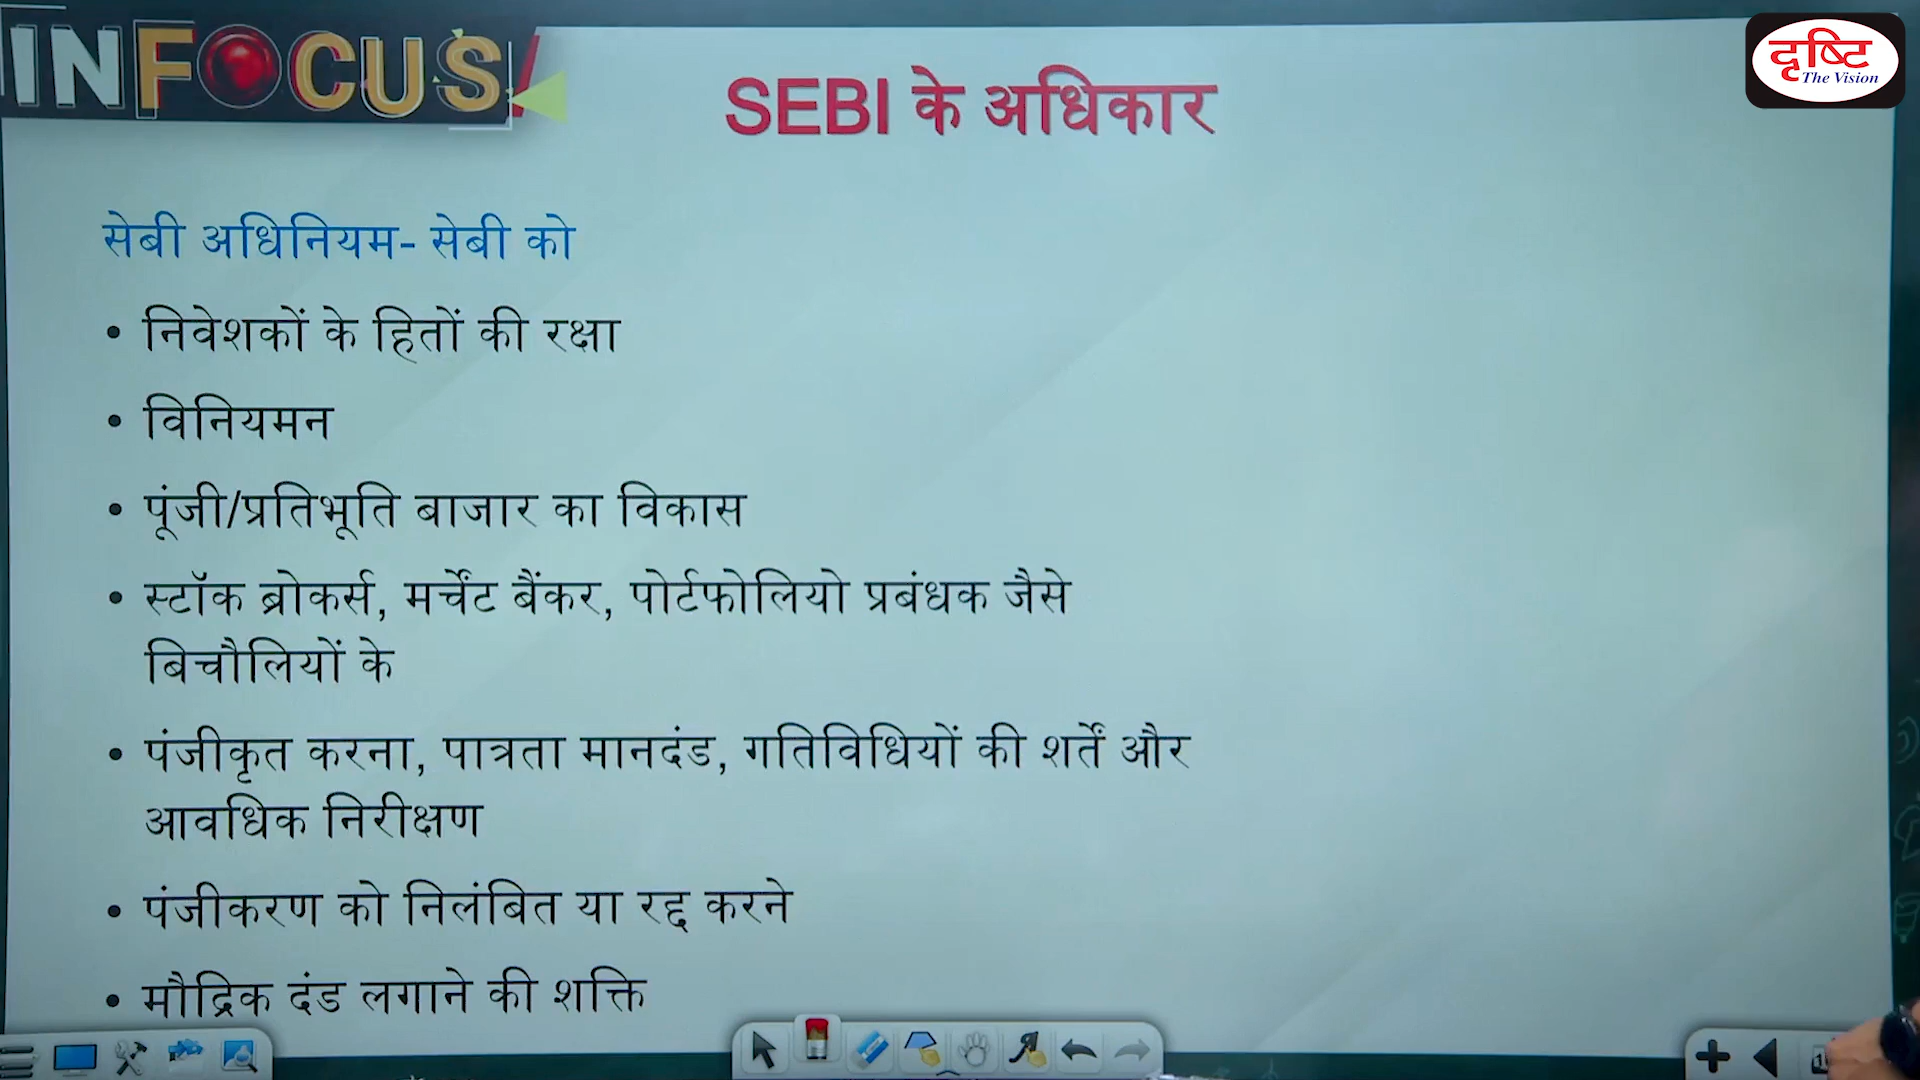 INFOCUS
दृष्टि
The Vision
SEBI के अधिकार
सेबी अधिनियम- सेबी को
• निवेशकों के हितों की रक्षा
• विनियमन
• पूंजी/प्रतिभूति बाजार का विकास
• स्टॉक ब्रोकर्स, मर्चेंट बैंकर, पोर्टफोलियो प्रबंधक जैसे
बिचौलियों के
• पंजीकृत करना, पात्रता मानदंड, गतिविधियों की शर्तें और
आवधिक निरीक्षण
• पंजीकरण को निलंबित या रद्द करने
• मौद्रिक दंड लगाने की शक्ति